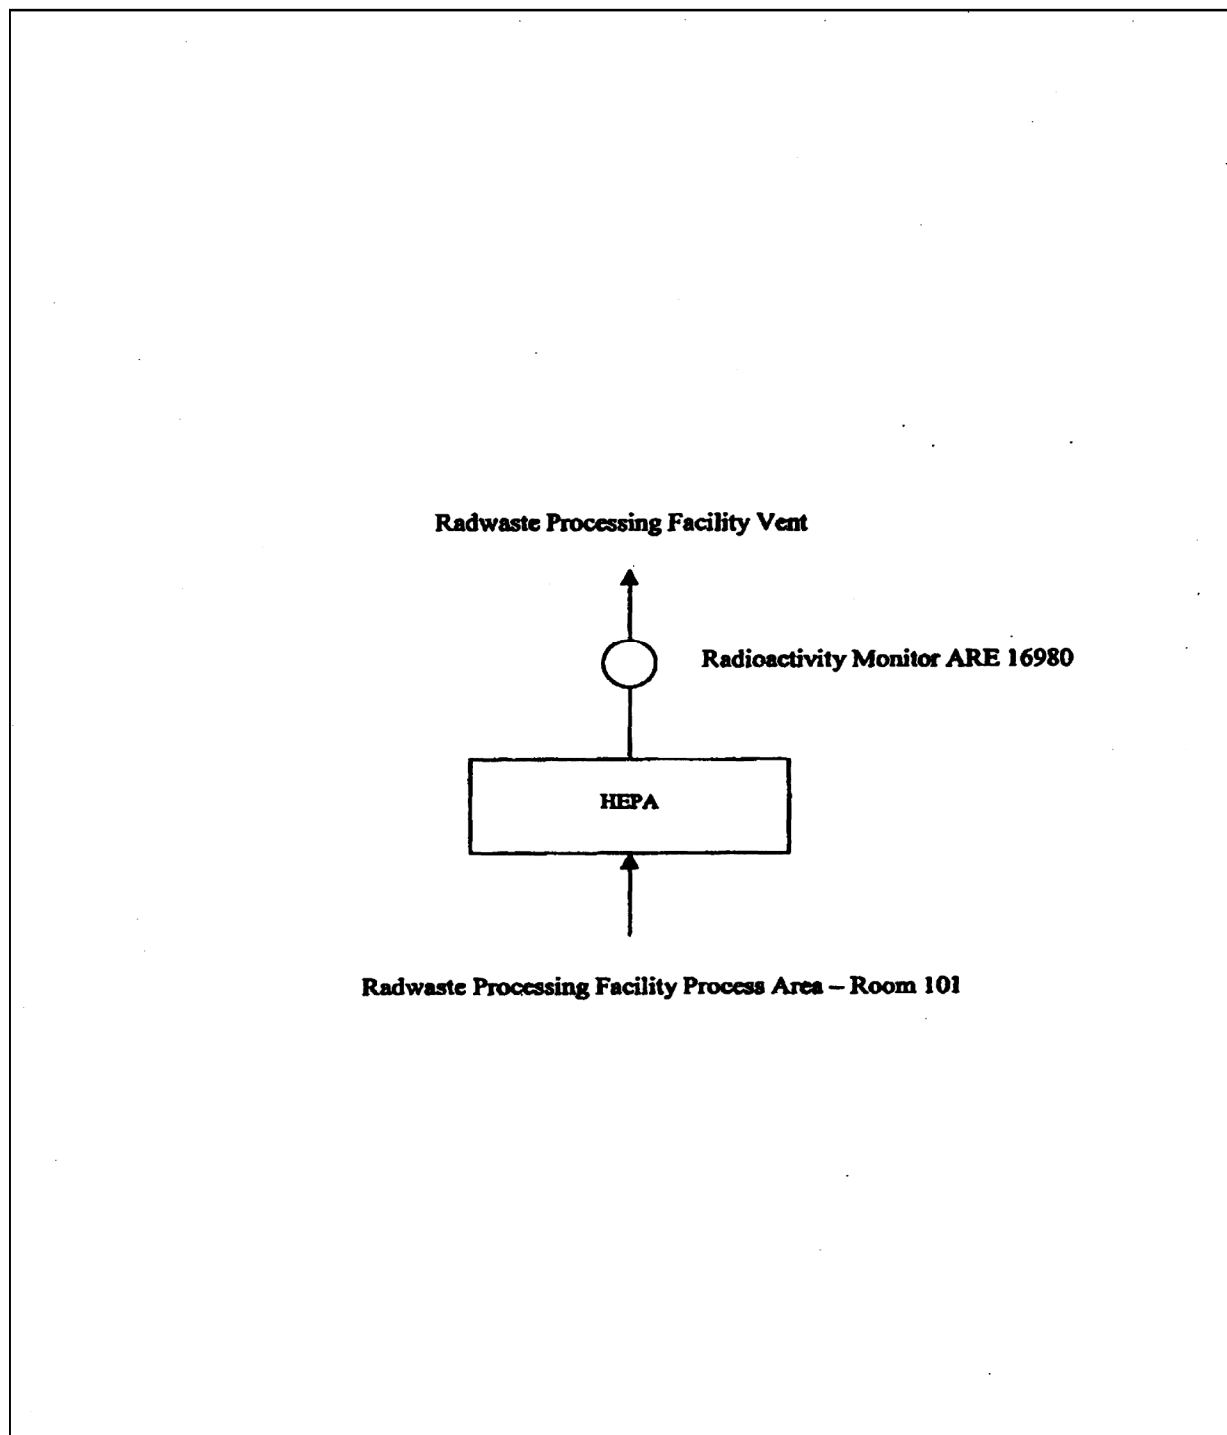 Radwaste Processing Facility Vent
Radioactivity Monitor ARE 16980
HEPA
Radwaste Processing Facility Process Area – Room 101